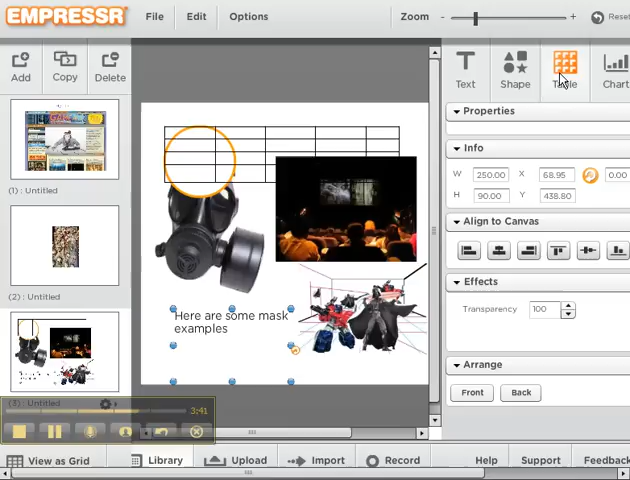 EMPRESSR
File Edit Options Zoom - + Reset
Add Copy Delete
Text Shape Table Chart
Properties
Info
W 250.00 X 68.95 0.00
H 90.00 Y 438.80
Align to Canvas
Effects
Transparency 100
Arrange
Front Back
(1) : Untitled
(2) : Untitled
(3) : Untitled
Here are some mask
examples
3:41
View as Grid Library Upload Import Record Help Support Feedback